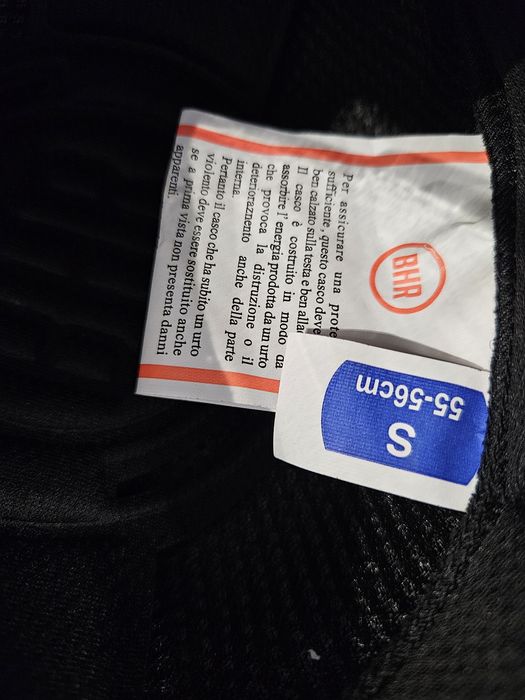 BHR
Per assicurare una prote
sufficiente, questo casco deve
ben calzato sulla testa e ben alla
Il casco è costruito in modo da
assorbire l' energia prodotta da un urto
che provoca la distruzione o il
deterioraznento anche della parte
interna.
Pertanto il casco che ha subito un urto
violento deve essere sostituito anche
se a prima vista non presenta danni
apparenti.
S
55-56cm